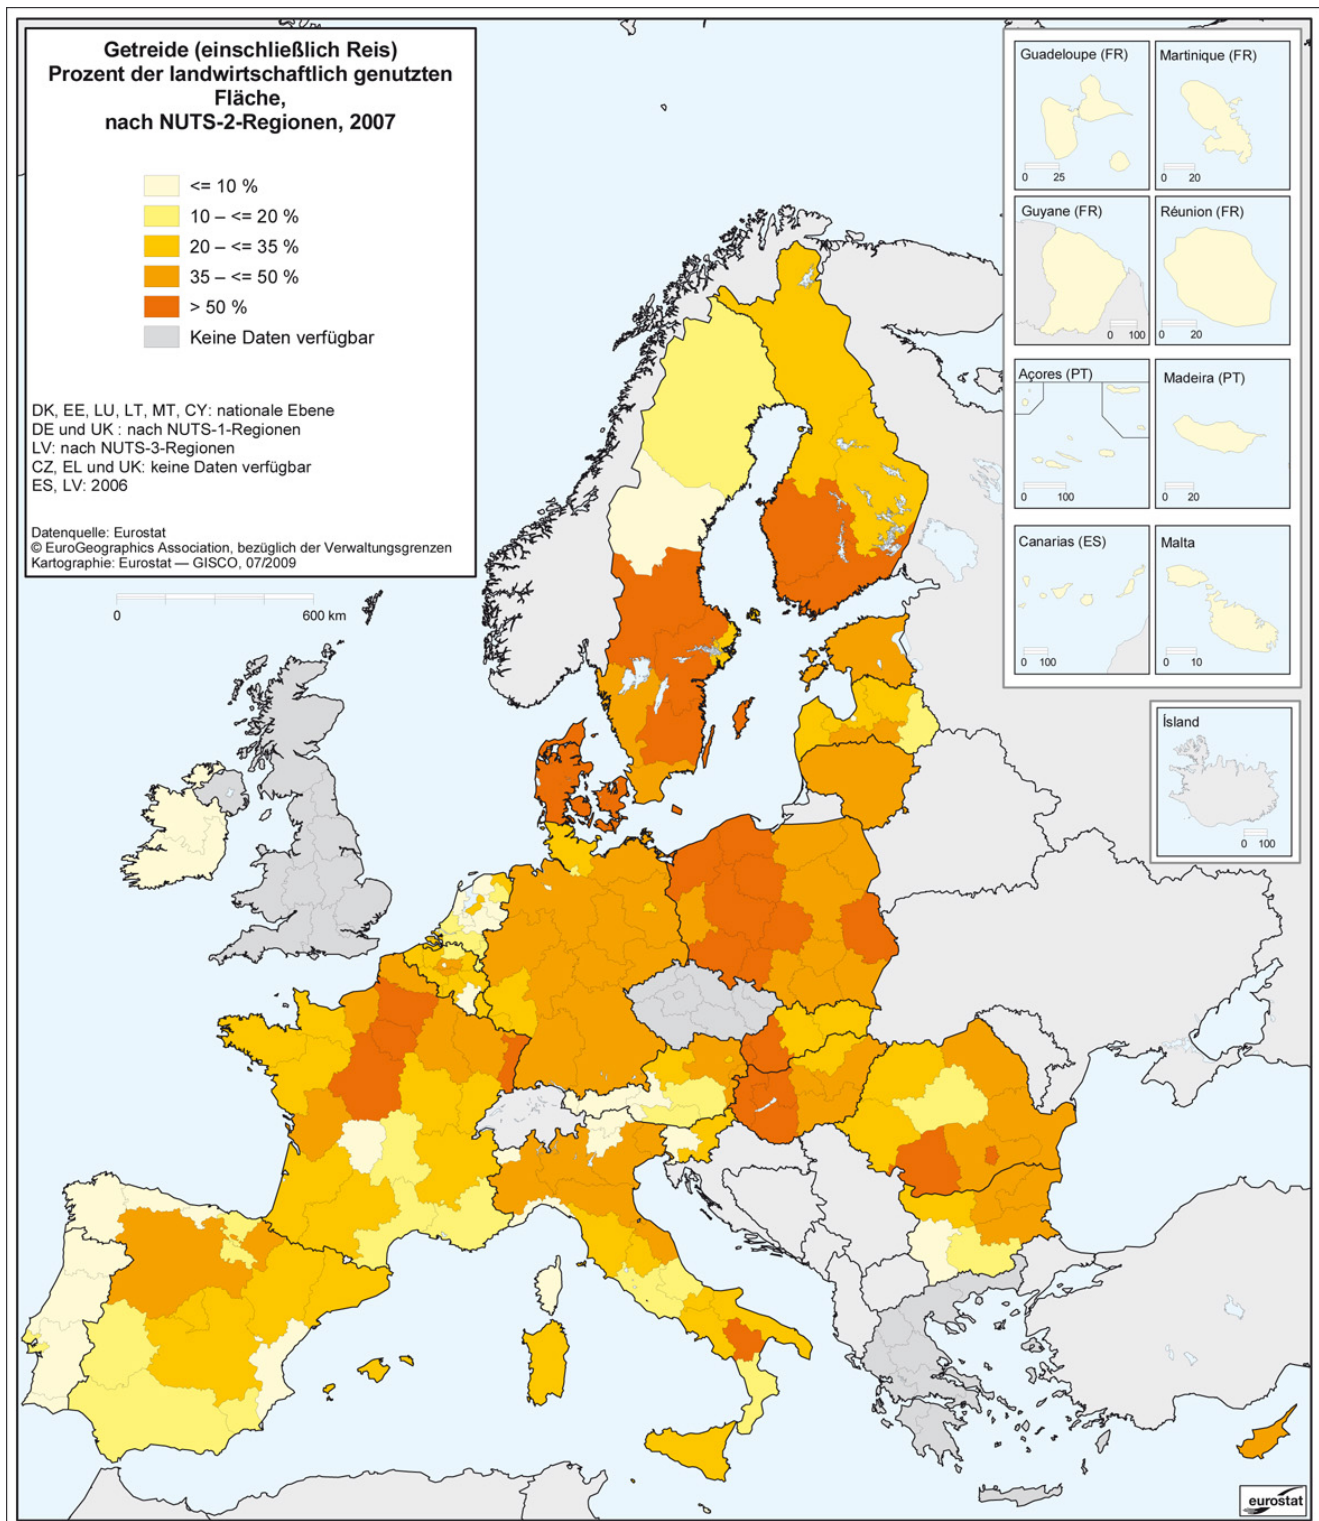 Getreide (einschließlich Reis)
Prozent der landwirtschaftlich genutzten
Fläche,
nach NUTS-2-Regionen, 2007
<= 10 %
10 – <= 20 %
20 – <= 35 %
35 – <= 50 %
> 50 %
Keine Daten verfügbar
DK, EE, LU, LT, MT, CY: nationale Ebene
DE und UK : nach NUTS-1-Regionen
LV: nach NUTS-3-Regionen
CZ, EL und UK: keine Daten verfügbar
ES, LV: 2006
Datenquelle: Eurostat
© EuroGeographics Association, bezüglich der Verwaltungsgrenzen
Kartographie: Eurostat — GISCO, 07/2009
0 600 km
Guadeloupe (FR)
0 25
Martinique (FR)
0 20
Guyane (FR)
0 100
Réunion (FR)
0 20
Açores (PT)
0 100
Madeira (PT)
0 20
Canarias (ES)
0 100
Malta
0 10
Ísland
0 100
eurostat